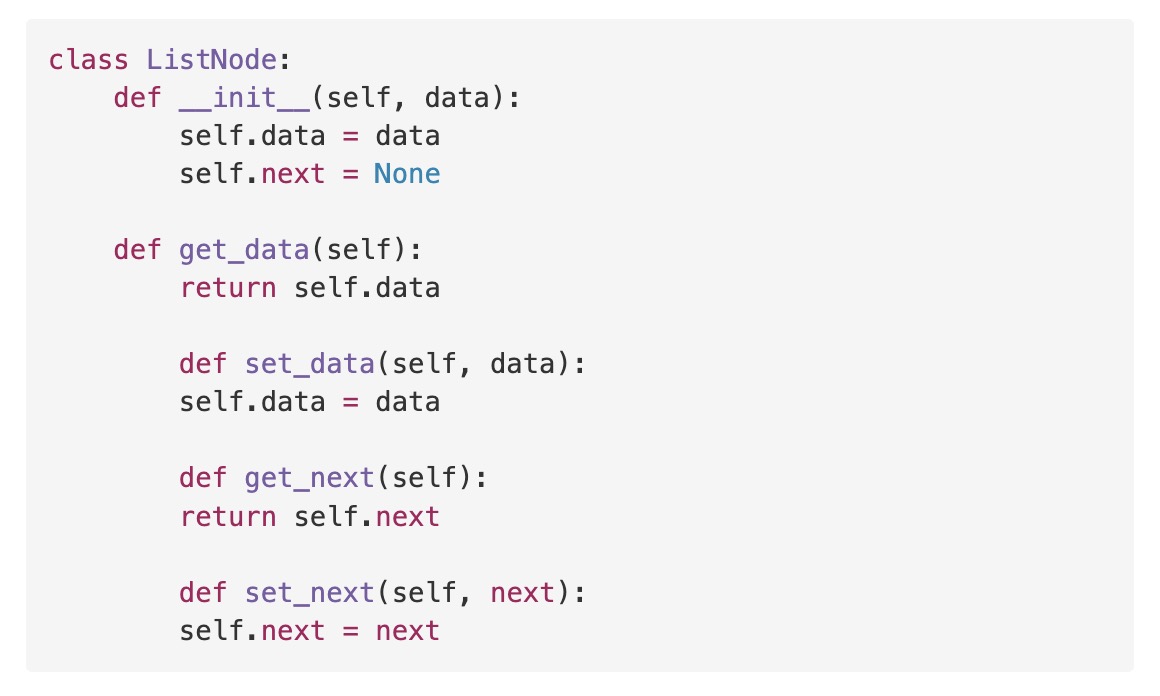 class ListNode:
    def __init__(self, data):
        self.data = data
        self.next = None

    def get_data(self):
        return self.data

        def set_data(self, data):
        self.data = data

        def get_next(self):
        return self.next

        def set_next(self, next):
        self.next = next